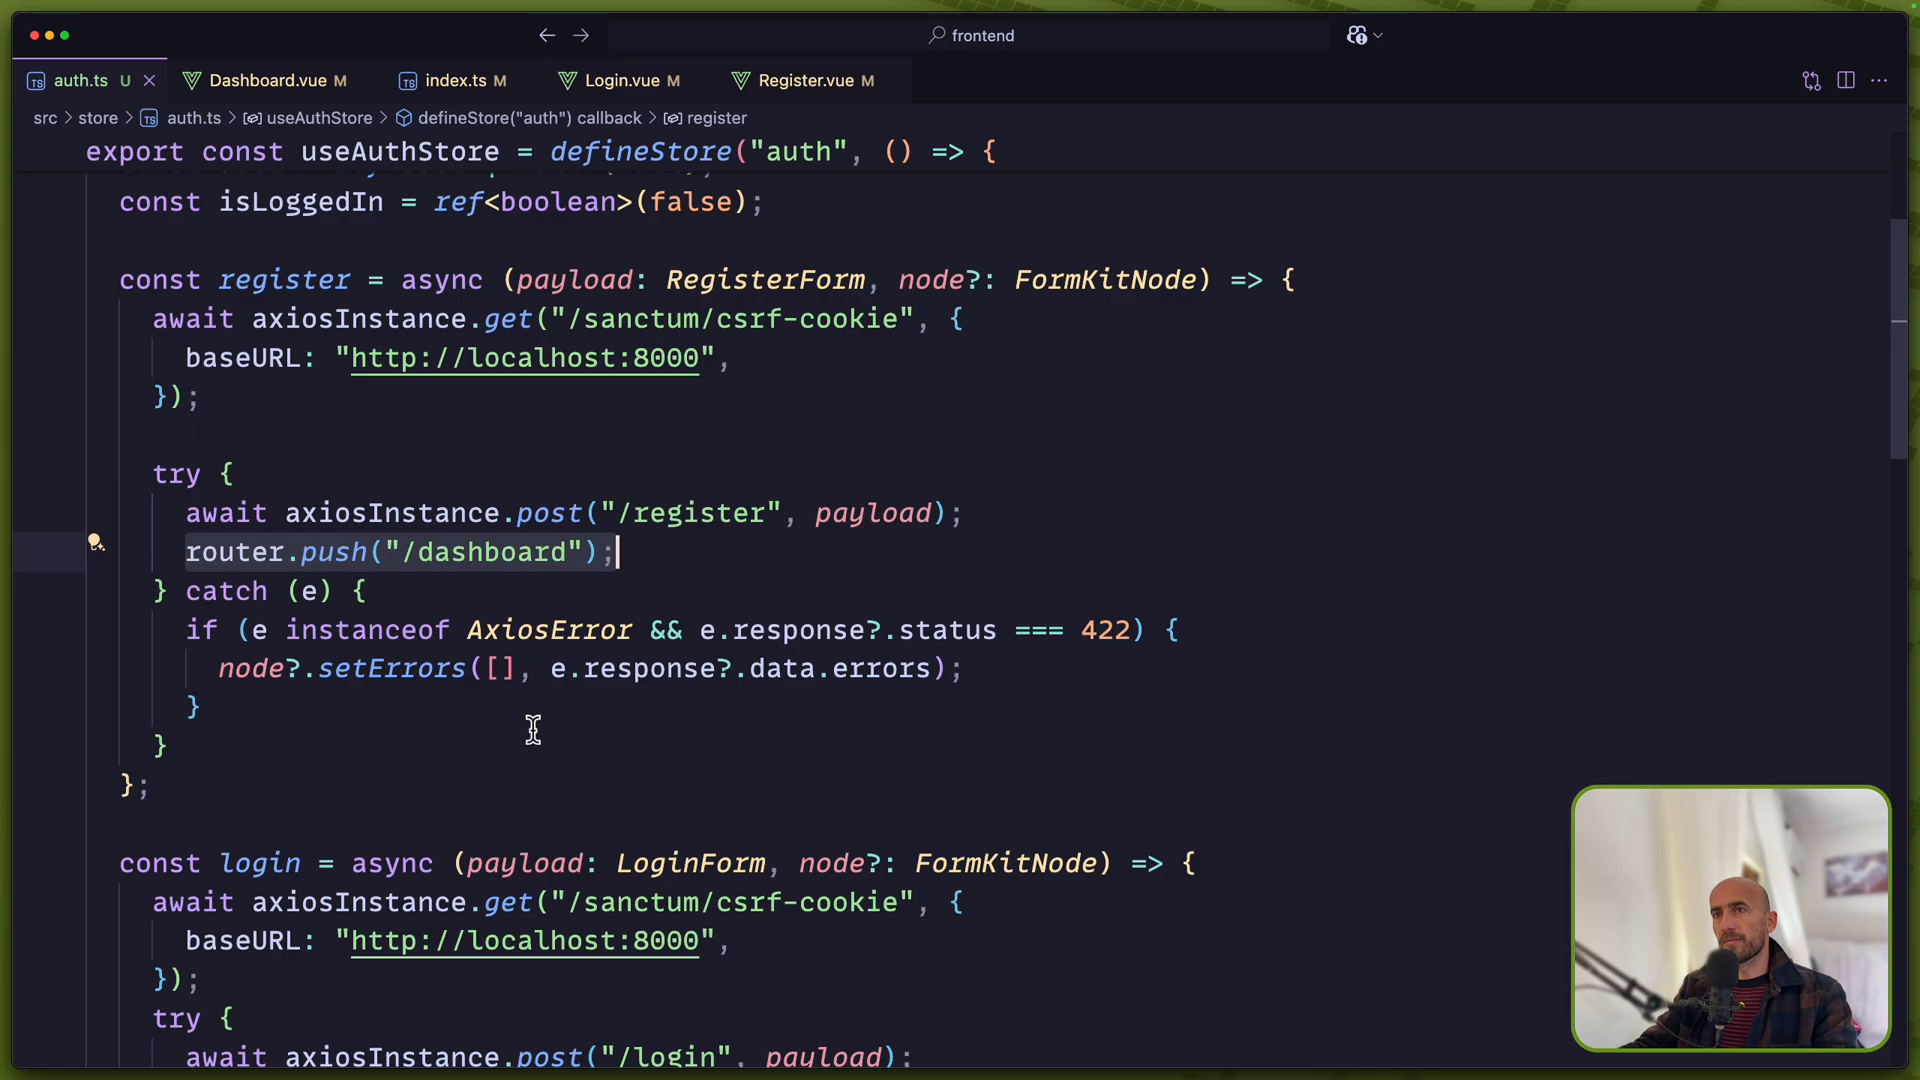 frontend
auth.ts U
Dashboard.vue M
index.ts M
Login.vue M
Register.vue M
src > store > TS auth.ts > useAuthStore > defineStore("auth") callback > register
export const useAuthStore = defineStore("auth", () => {
const isLoggedIn = ref<boolean>(false);
const register = async (payload: RegisterForm, node?: FormKitNode) => {
await axiosInstance.get("/sanctum/csrf-cookie", {
baseURL: "http://localhost:8000",
});
try {
await axiosInstance.post("/register", payload);
router.push("/dashboard");
} catch (e) {
if (e instanceof AxiosError && e.response?.status === 422) {
node?.setErrors([], e.response?.data.errors);
}
}
};
const login = async (payload: LoginForm, node?: FormKitNode) => {
await axiosInstance.get("/sanctum/csrf-cookie", {
baseURL: "http://localhost:8000",
});
try {
await axiosInstance.post("/login", payload);